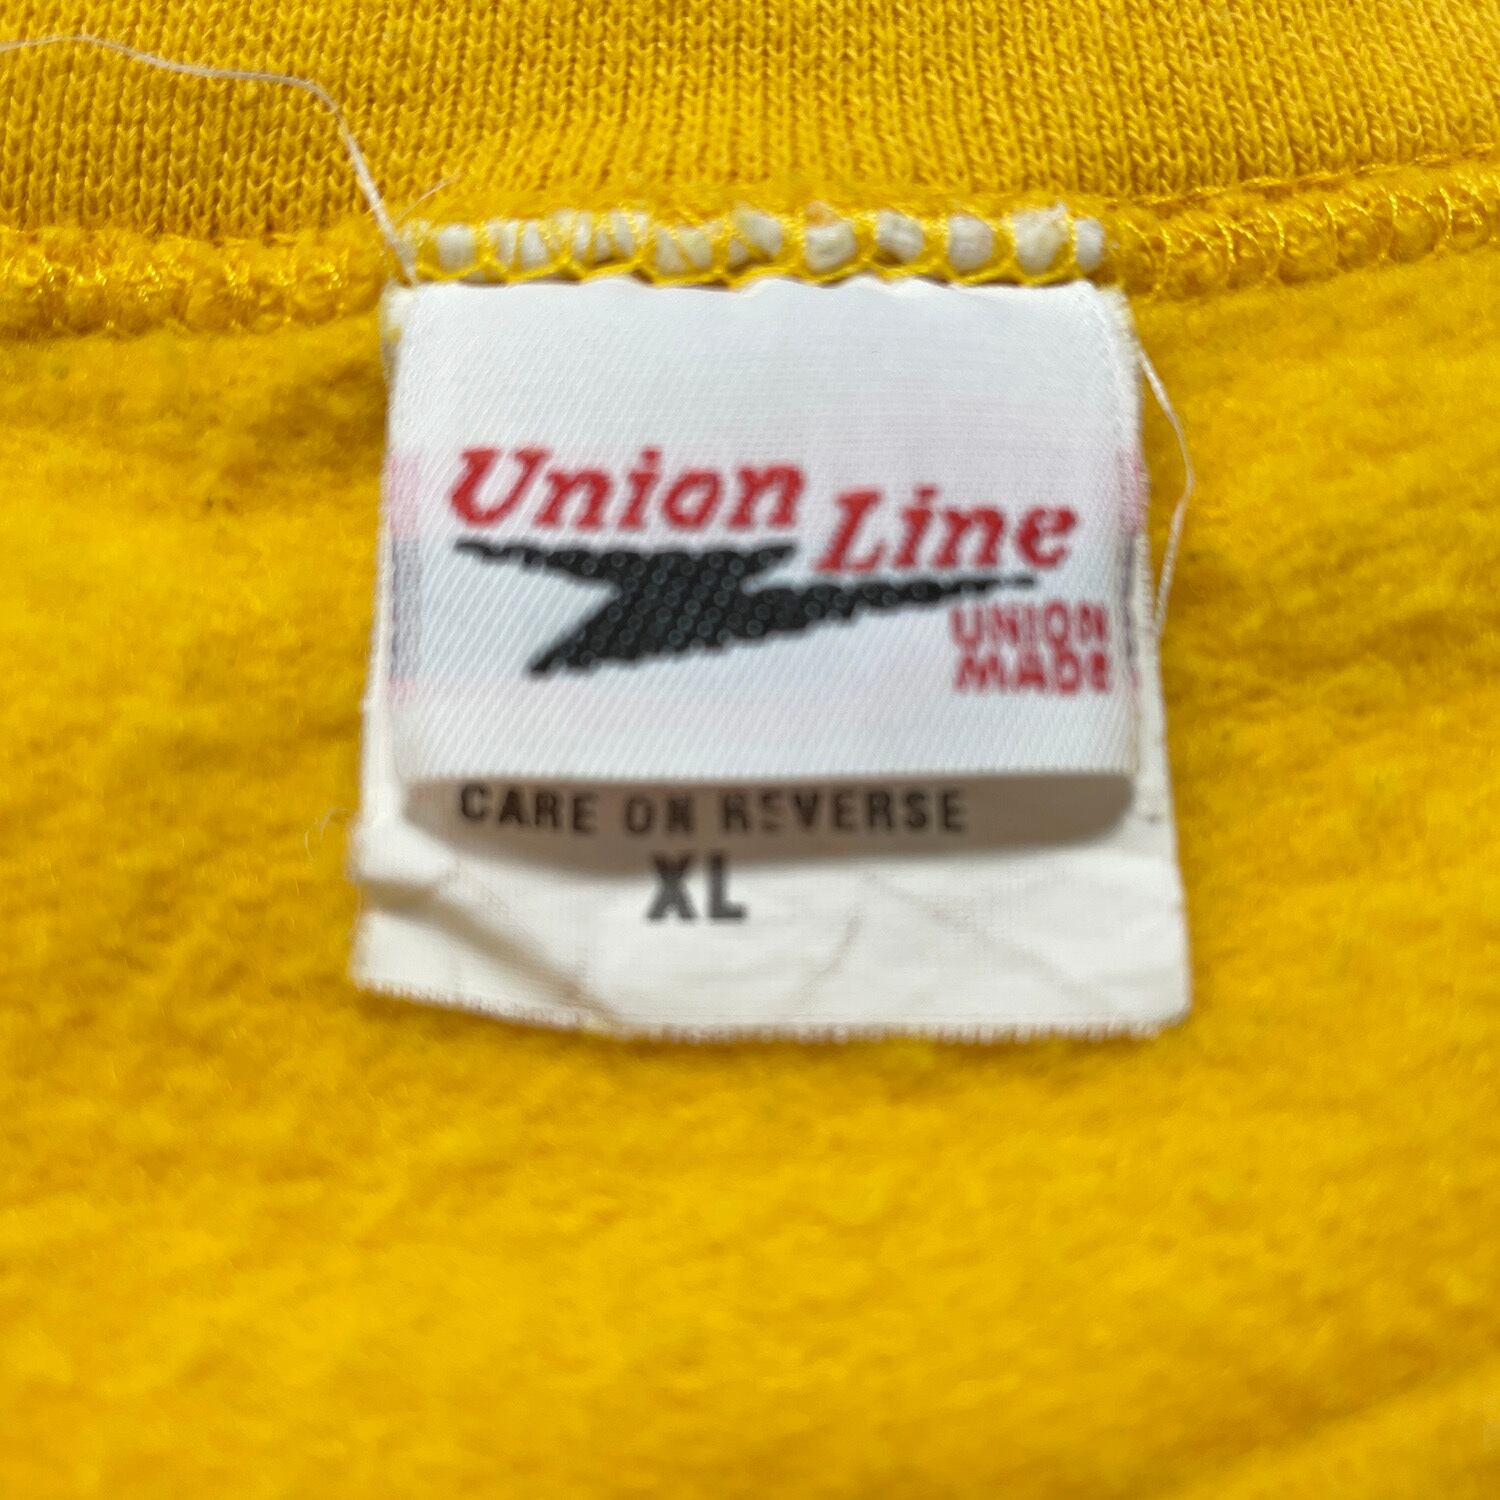 Union Line
UNION
MADE
CARE ON REVERSE
XL